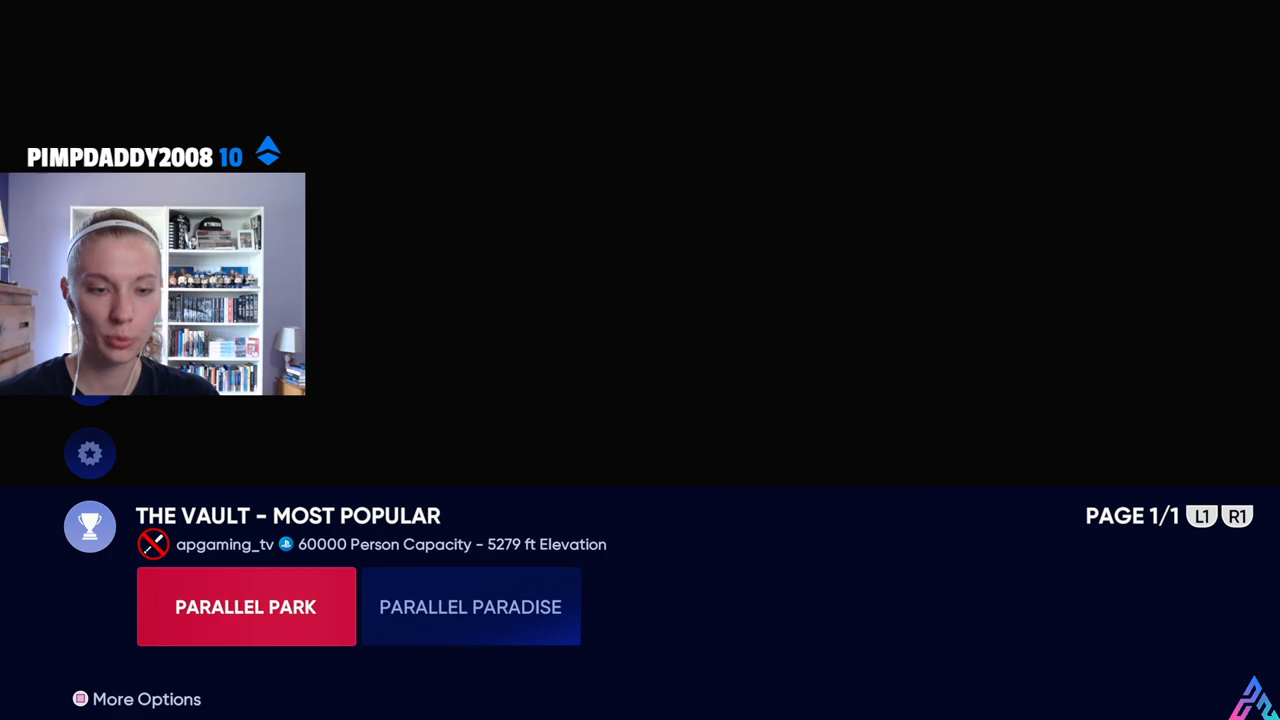 PIMPDADDY2008 10
THE VAULT - MOST POPULAR
PAGE 1/1 L1 R1
apgaming_tv 60000 Person Capacity - 5279 ft Elevation
PARALLEL PARK
PARALLEL PARADISE
More Options